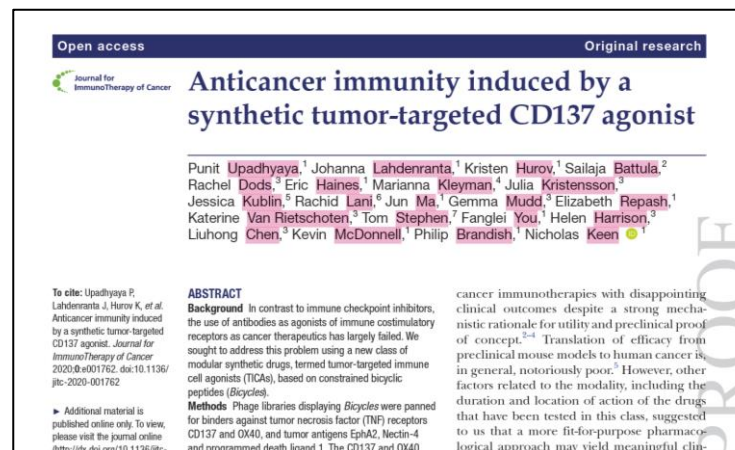 Open access
Original research
Journal for
ImmunoTherapy of Cancer
Anticancer immunity induced by a
synthetic tumor-targeted CD137 agonist
Punit Upadhyaya,1 Johanna Lahdenranta,1 Kristen Hurov,1 Sailaja Battula,2
Rachel Dods,3 Eric Haines,1 Marianna Kleyman,4 Julia Kristensson,3
Jessica Kublin,5 Rachid Lani,6 Jun Ma,1 Gemma Mudd,3 Elizabeth Repash,1
Katerine Van Rietschoten,3 Tom Stephen,7 Fanglei You,1 Helen Harrison,3
Liuhong Chen,3 Kevin McDonnell,1 Philip Brandish,1 Nicholas Keen iD 1
To cite: Upadhyaya P,
Lahdenranta J, Hurov K, et al.
Anticancer immunity induced
by a synthetic tumor-targeted
CD137 agonist. Journal for
ImmunoTherapy of Cancer
2020;0:e001762. doi:10.1136/
jitc-2020-001762
► Additional material is
published online only. To view,
please visit the journal online
(http://dx.doi.org/10.1136/jitc-
ABSTRACT
Background In contrast to immune checkpoint inhibitors,
the use of antibodies as agonists of immune costimulatory
receptors as cancer therapeutics has largely failed. We
sought to address this problem using a new class of
modular synthetic drugs, termed tumor-targeted immune
cell agonists (TICAs), based on constrained bicyclic
peptides (Bicycles).
Methods Phage libraries displaying Bicycles were panned
for binders against tumor necrosis factor (TNF) receptors
CD137 and OX40, and tumor antigens EphA2, Nectin-4
and programmed death ligand 1. The CD137 and OX40
cancer immunotherapies with disappointing
clinical outcomes despite a strong mecha-
nistic rationale for utility and preclinical proof
of concept.2–4 Translation of efficacy from
preclinical mouse models to human cancer is,
in general, notoriously poor.5 However, other
factors related to the modality, including the
duration and location of action of the drugs
that have been tested in this class, suggested
to us that a more fit-for-purpose pharmaco-
logical approach may yield meaningful clin-
PROOF